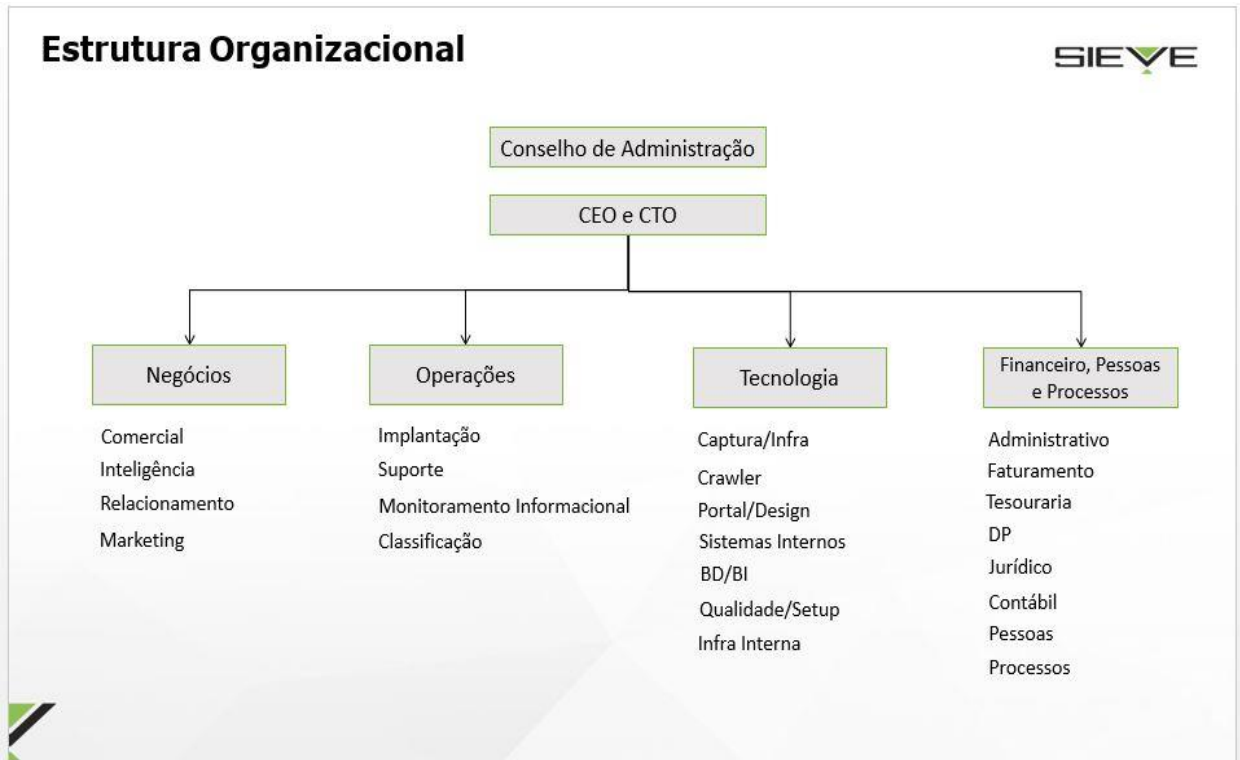 Estrutura Organizacional
SIEVE
Conselho de Administração
CEO e CTO
Negócios
Comercial
Inteligência
Relacionamento
Marketing
Operações
Implantação
Suporte
Monitoramento Informacional
Classificação
Tecnologia
Captura/Infra
Crawler
Portal/Design
Sistemas Internos
BD/BI
Qualidade/Setup
Infra Interna
Financeiro, Pessoas
e Processos
Administrativo
Faturamento
Tesouraria
DP
Jurídico
Contábil
Pessoas
Processos